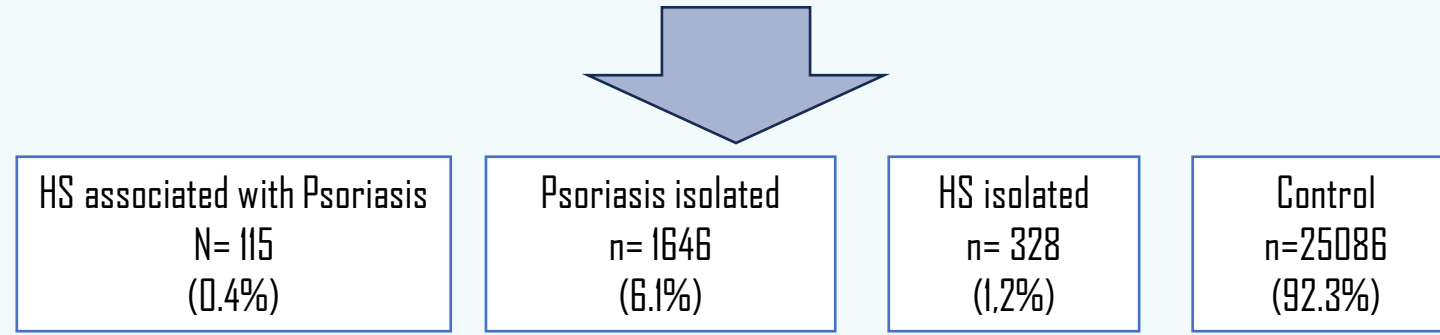 HS associated with Psoriasis
N= 115
(0.4%)
Psoriasis isolated
n= 1646
(6.1%)
HS isolated
n= 328
(1,2%)
Control
n=25086
(92.3%)